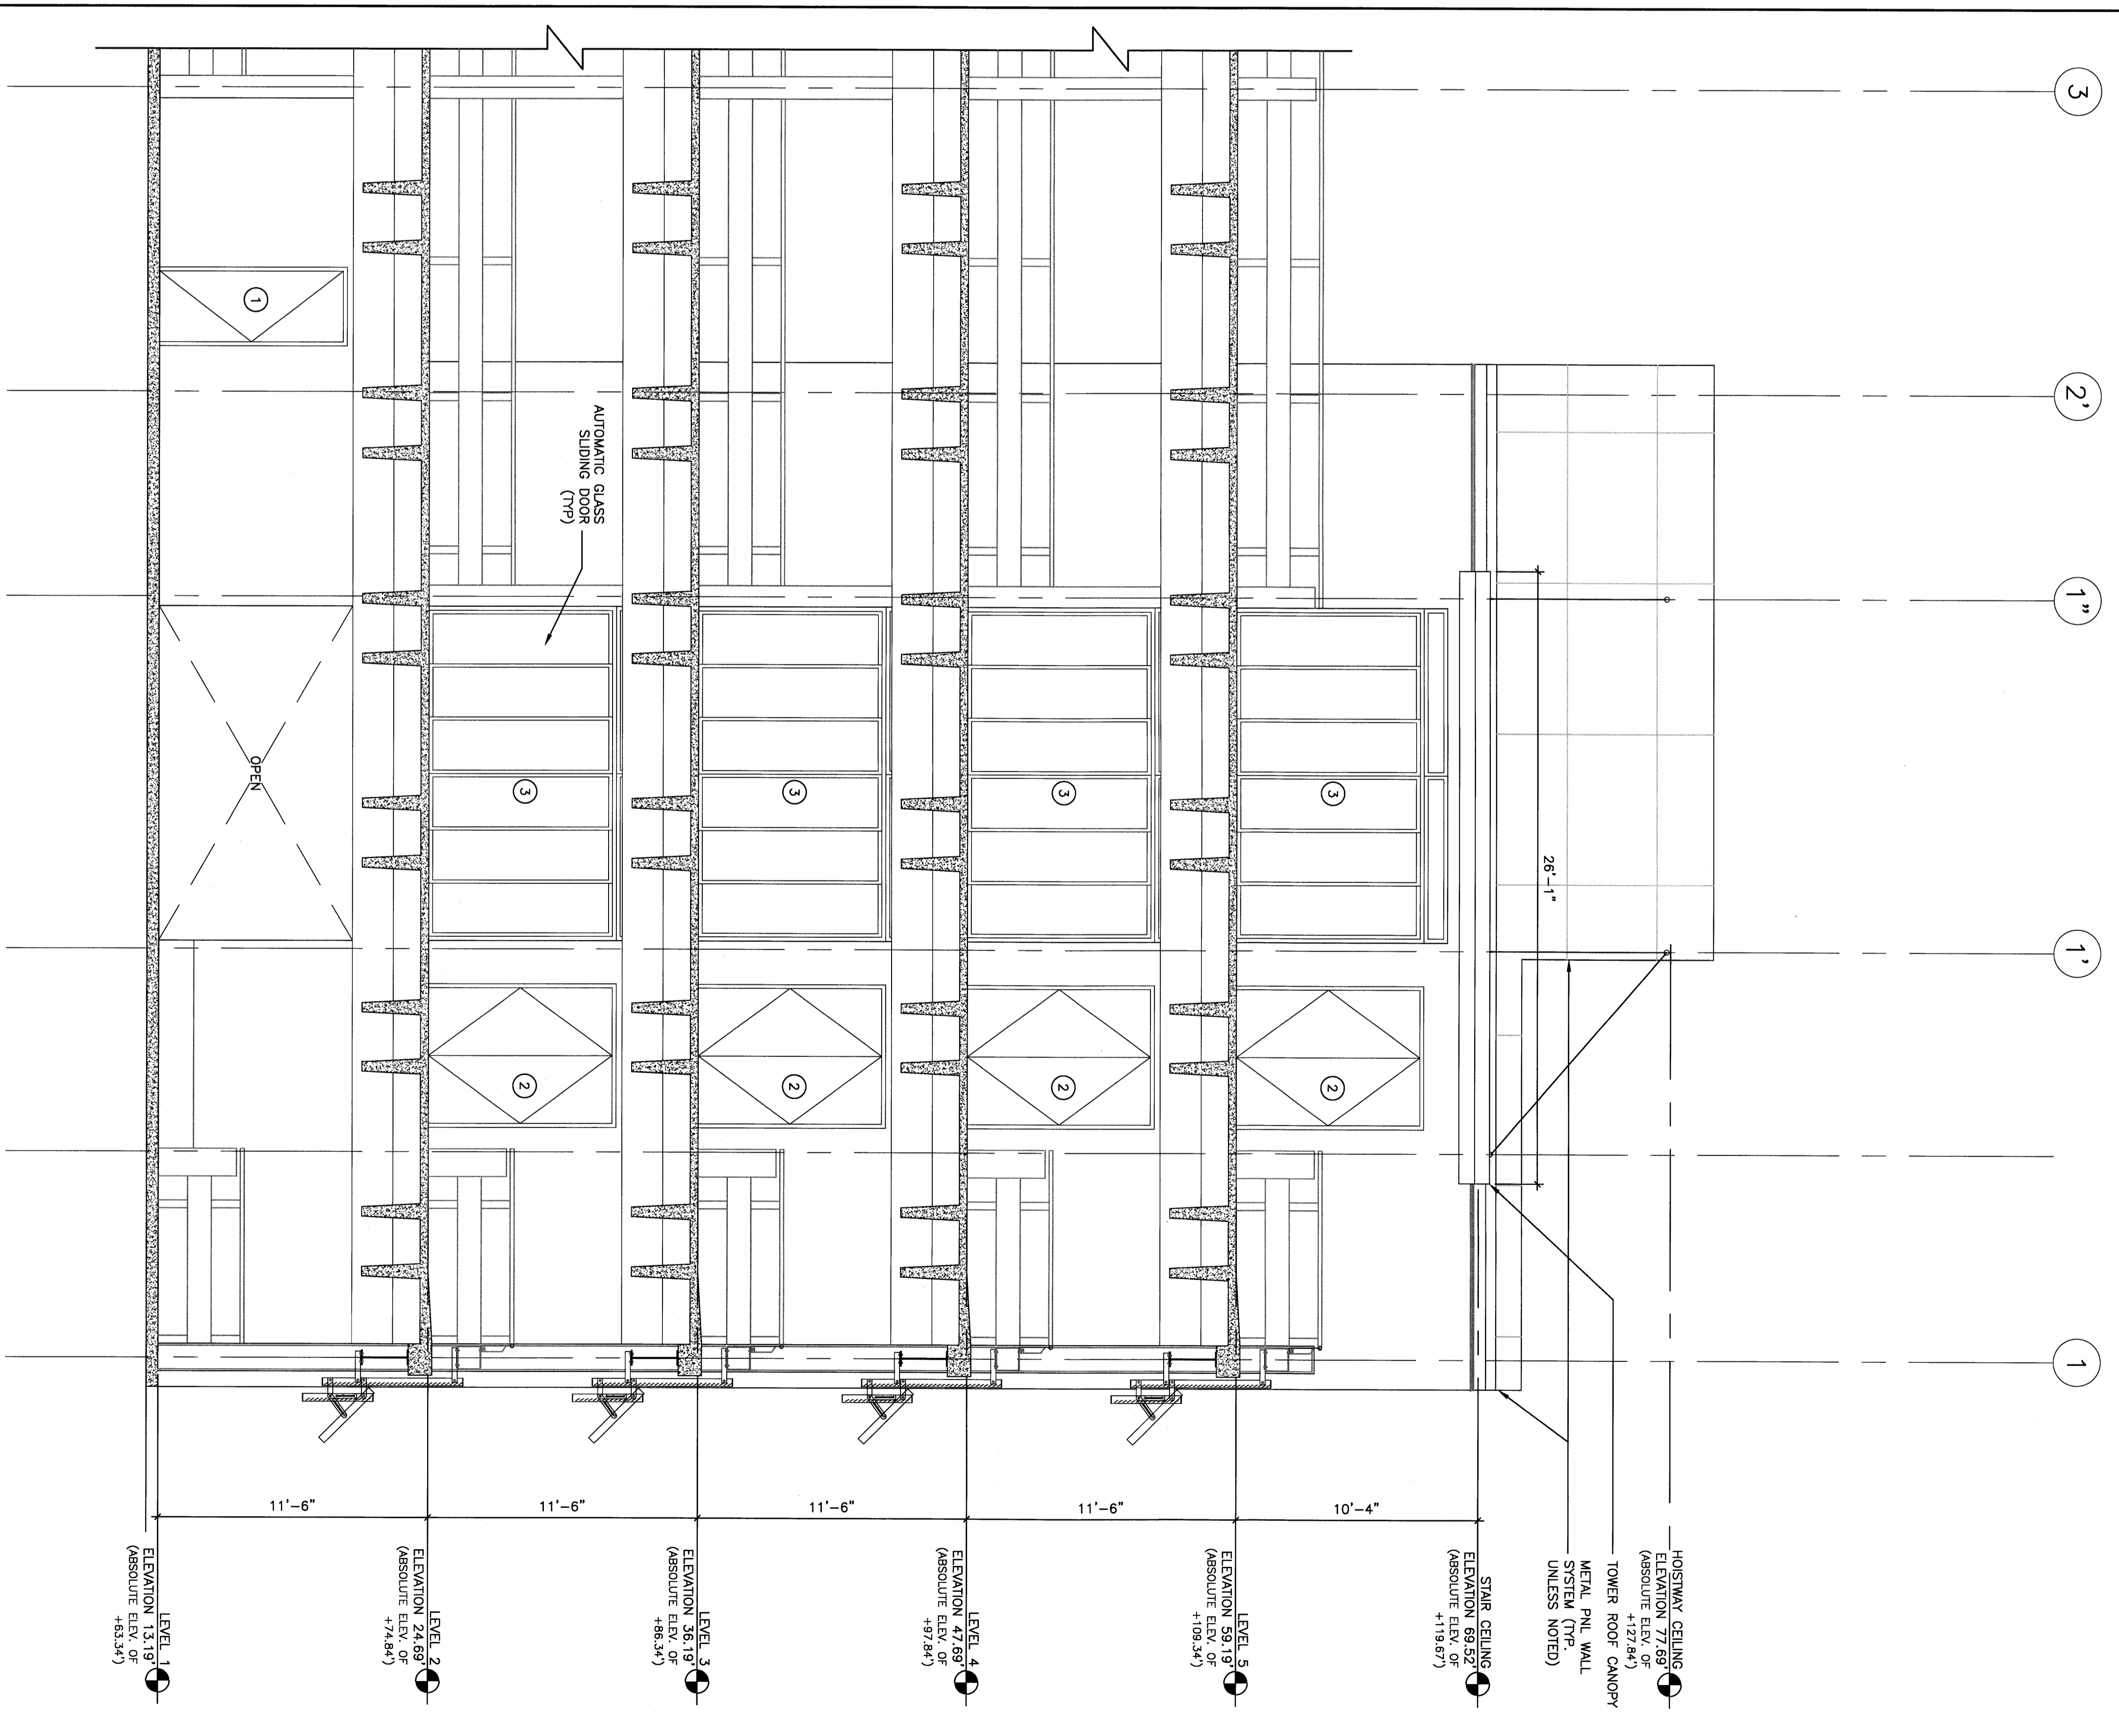 3
2'
1"
1'
1
HOISTWAY CEILING
ELEVATION 77.69'
(ABSOLUTE ELEV. OF
+127.84')
TOWER ROOF CANOPY
METAL PNL WALL
SYSTEM (TYP.
UNLESS NOTED)
26'-1"
STAIR CEILING
ELEVATION 69.52'
(ABSOLUTE ELEV. OF
+119.67')
10'-4"
3
2
LEVEL 5
ELEVATION 59.19'
(ABSOLUTE ELEV. OF
+109.34')
11'-6"
3
2
LEVEL 4
ELEVATION 47.69'
(ABSOLUTE ELEV. OF
+97.84')
11'-6"
3
2
LEVEL 3
ELEVATION 36.19'
(ABSOLUTE ELEV. OF
+86.34')
11'-6"
AUTOMATIC GLASS
SLIDING DOOR
(TYP)
3
2
LEVEL 2
ELEVATION 24.69'
(ABSOLUTE ELEV. OF
+74.84')
11'-6"
1
OPEN
LEVEL 1
ELEVATION 13.19'
(ABSOLUTE ELEV. OF
+63.34')